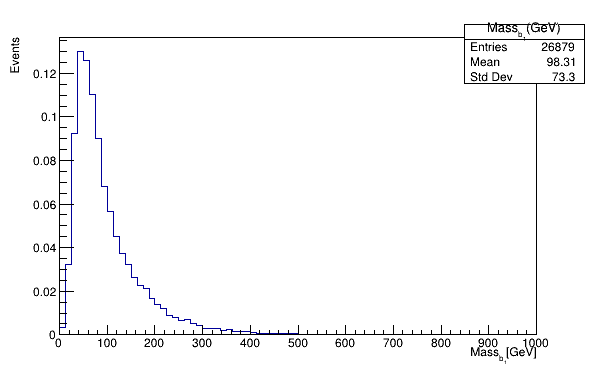 Mass_b_1(GeV)
Entries 26879
Mean 98.31
Std Dev 73.3
Events
0.12
0.1
0.08
0.06
0.04
0.02
0
0 100 200 300 400 500 600 700 800 900 1000
Mass_b_1[GeV]